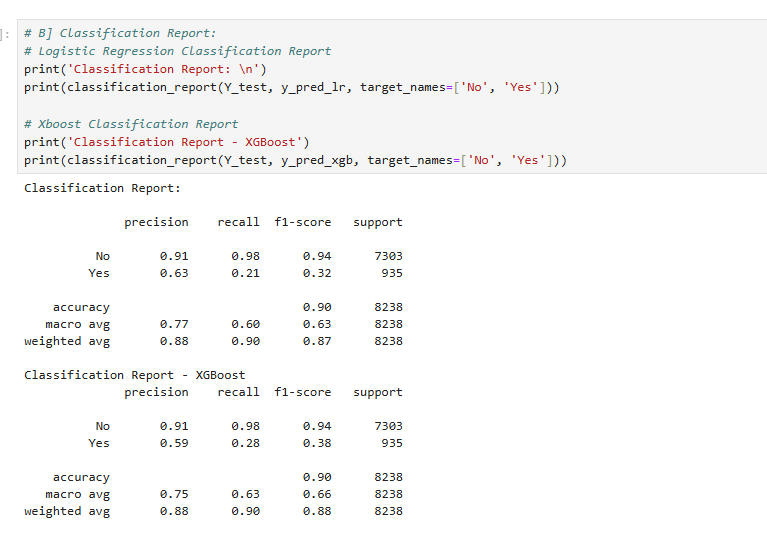 ]:
# B] Classification Report:
# Logistic Regression Classification Report
print('Classification Report: \n')
print(classification_report(Y_test, y_pred_lr, target_names=['No', 'Yes']))
# Xboost Classification Report
print('Classification Report - XGBoost')
print(classification_report(Y_test, y_pred_xgb, target_names=['No', 'Yes']))
Classification Report:
precision recall f1-score support
No 0.91 0.98 0.94 7303
Yes 0.63 0.21 0.32 935
accuracy 0.90 8238
macro avg 0.77 0.60 0.63 8238
weighted avg 0.88 0.90 0.87 8238
Classification Report - XGBoost
precision recall f1-score support
No 0.91 0.98 0.94 7303
Yes 0.59 0.28 0.38 935
accuracy 0.90 8238
macro avg 0.75 0.63 0.66 8238
weighted avg 0.88 0.90 0.88 8238